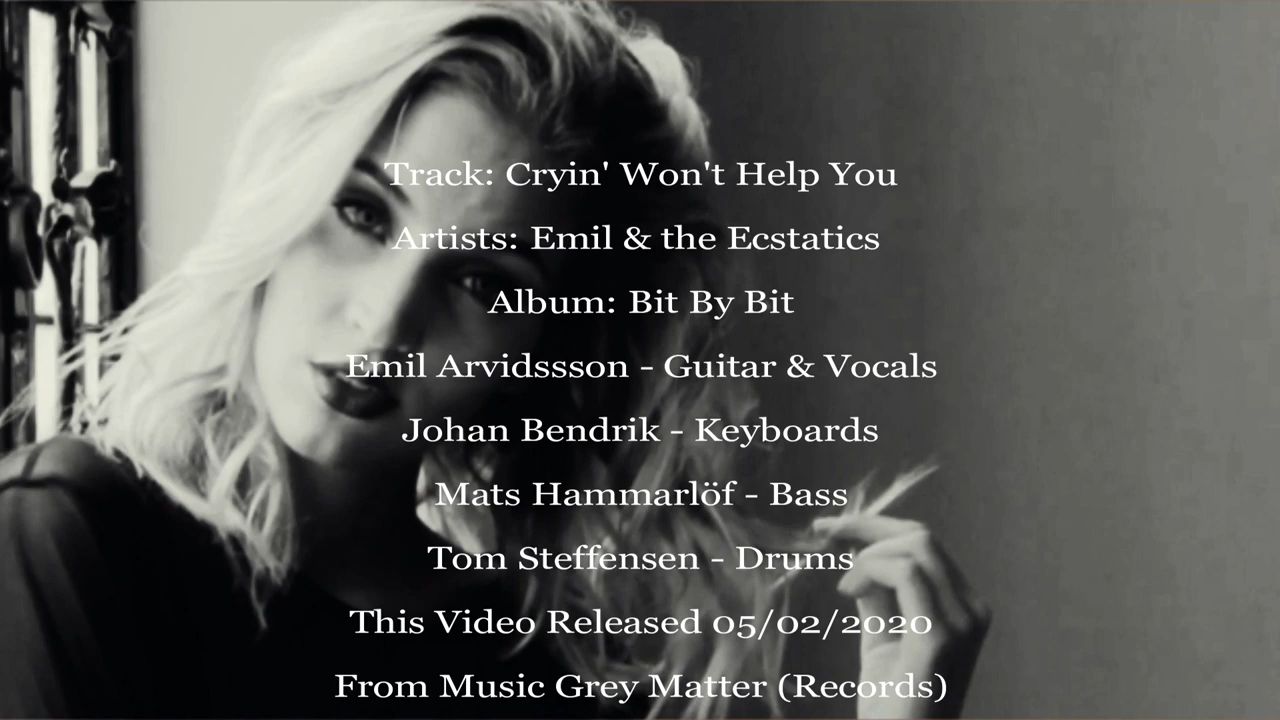 Track: Cryin' Won't Help You
Artists: Emil & the Ecstatics
Album: Bit By Bit
Emil Arvidssson - Guitar & Vocals
Johan Bendrik - Keyboards
Mats Hammarlöf - Bass
Tom Steffensen - Drums
This Video Released 05/02/2020
From Music Grey Matter (Records)